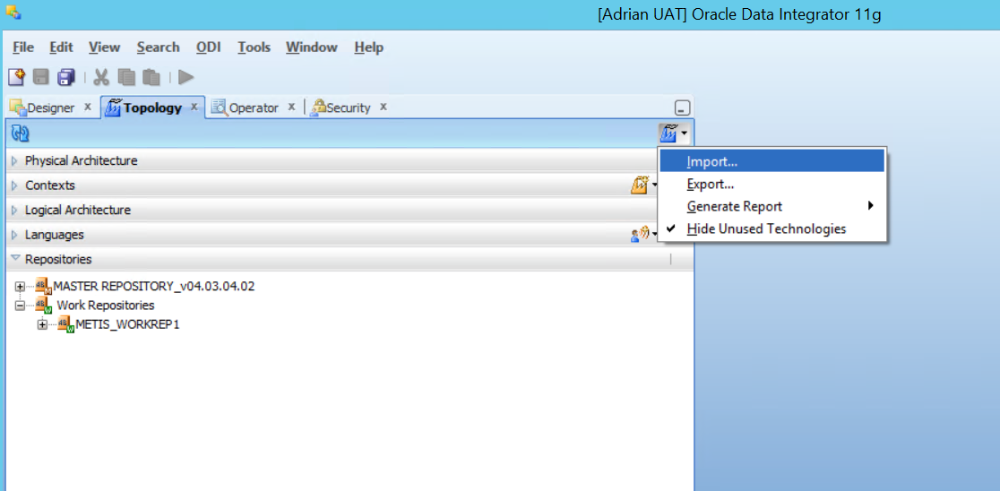 [Adrian UAT] Oracle Data Integrator 11g
File Edit View Search ODI Tools Window Help
Designer x Topology x Operator x Security x
Physical Architecture
Import...
Contexts
Export...
Logical Architecture
Generate Report
Languages
Hide Unused Technologies
Repositories
MASTER REPOSITORY_v04.03.04.02
Work Repositories
METIS_WORKREP1